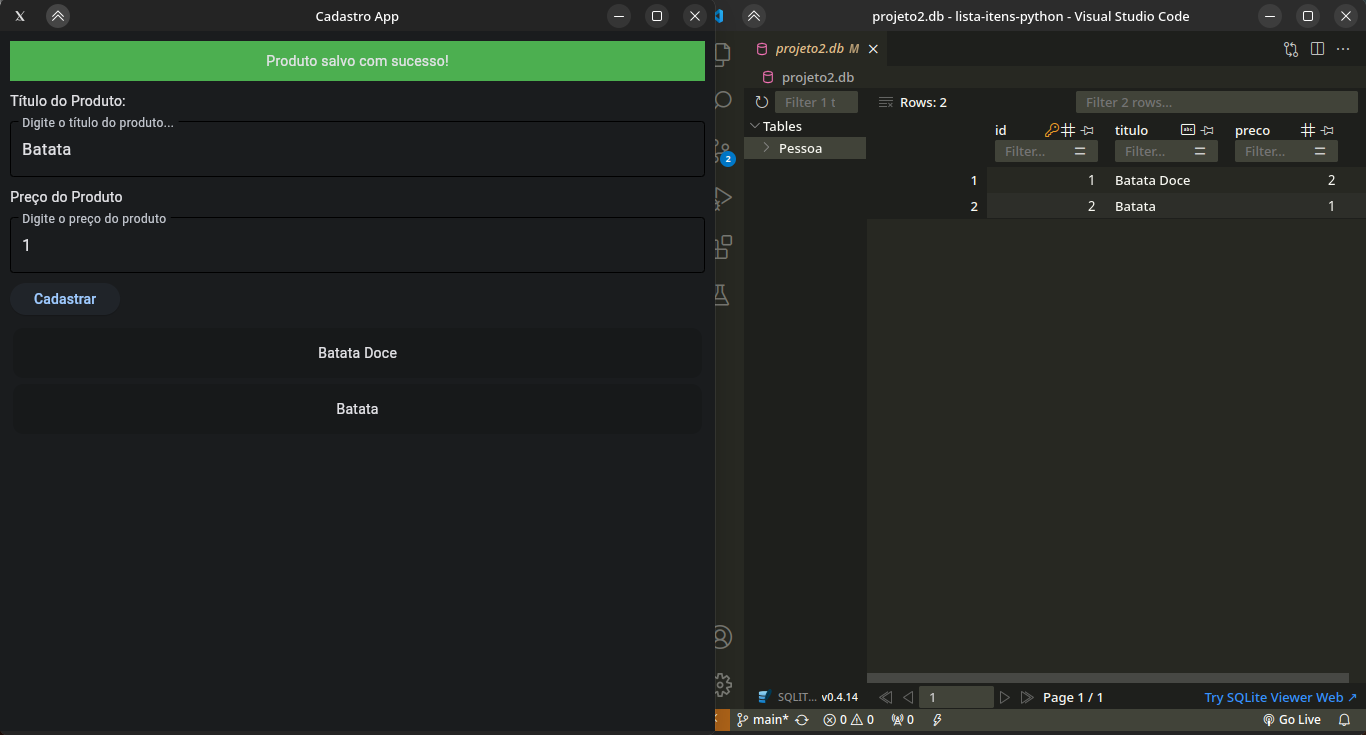 X
Cadastro App
Produto salvo com sucesso!
Título do Produto:
Digite o título do produto...
Batata
Preço do Produto
Digite o preço do produto
1
Cadastrar
Batata Doce
Batata
projeto2.db - lista-itens-python - Visual Studio Code
projeto2.db M
projeto2.db
Filter 1 t
Rows: 2
Filter 2 rows...
Tables
Pessoa
id titulo abc preco
Filter... Filter... Filter...
1 1 Batata Doce 2
2 2 Batata 1
2
SQLIT... v0.4.14
1
Page 1 / 1
Try SQLite Viewer Web ↗
main* 0 0 0
Go Live